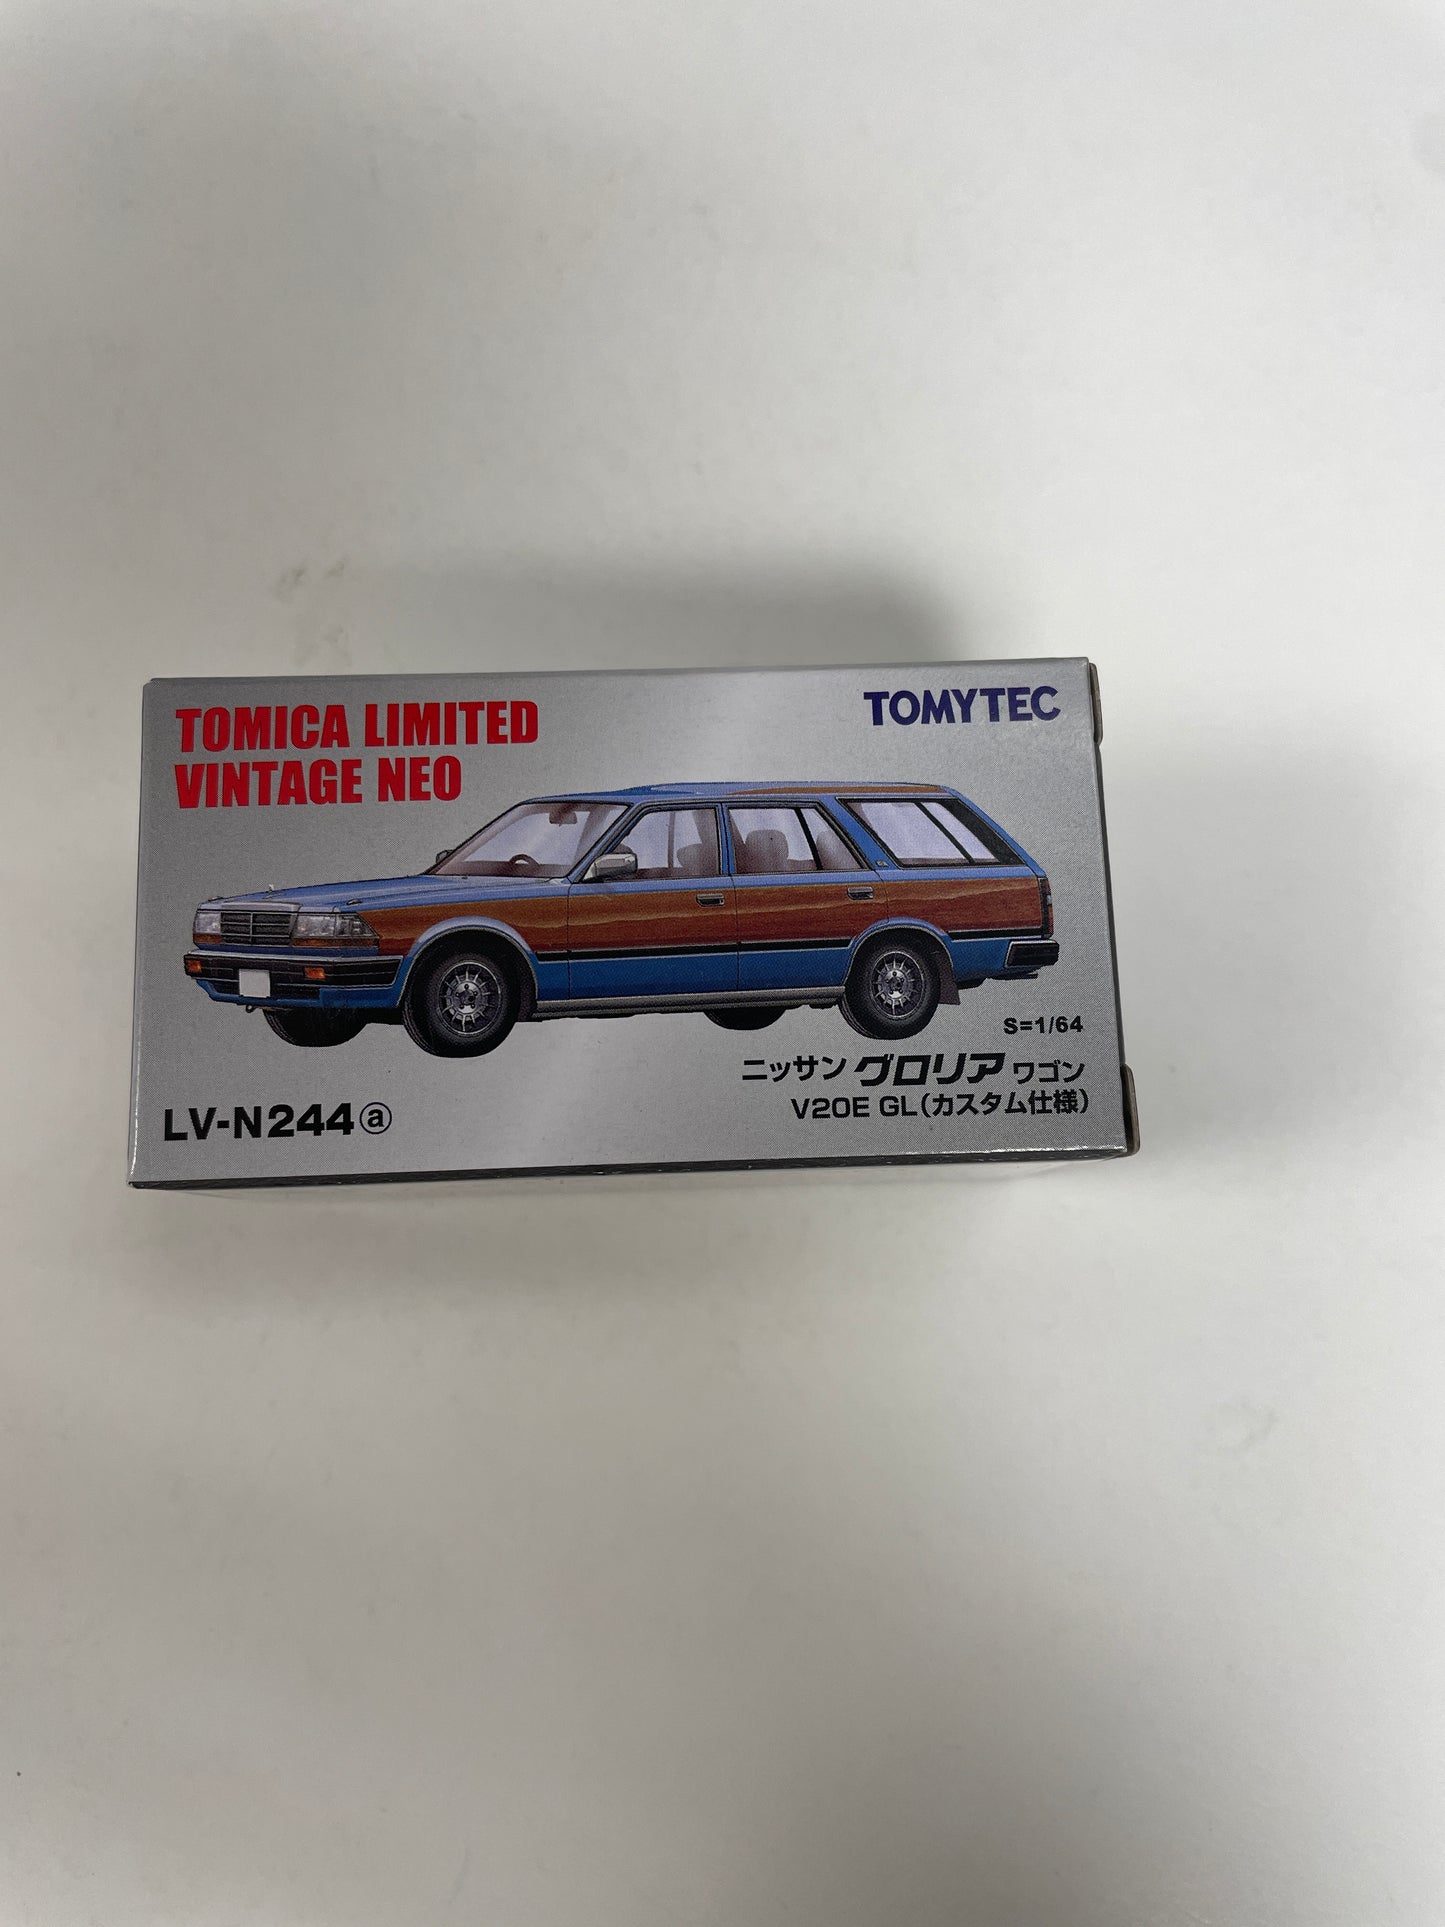 TOMICA LIMITED
VINTAGE NEO
TOMYTEC
S=1/64
ニッサン グロリア ワゴン
V20E GL(カスタム仕様)
LV-N244ⓐ